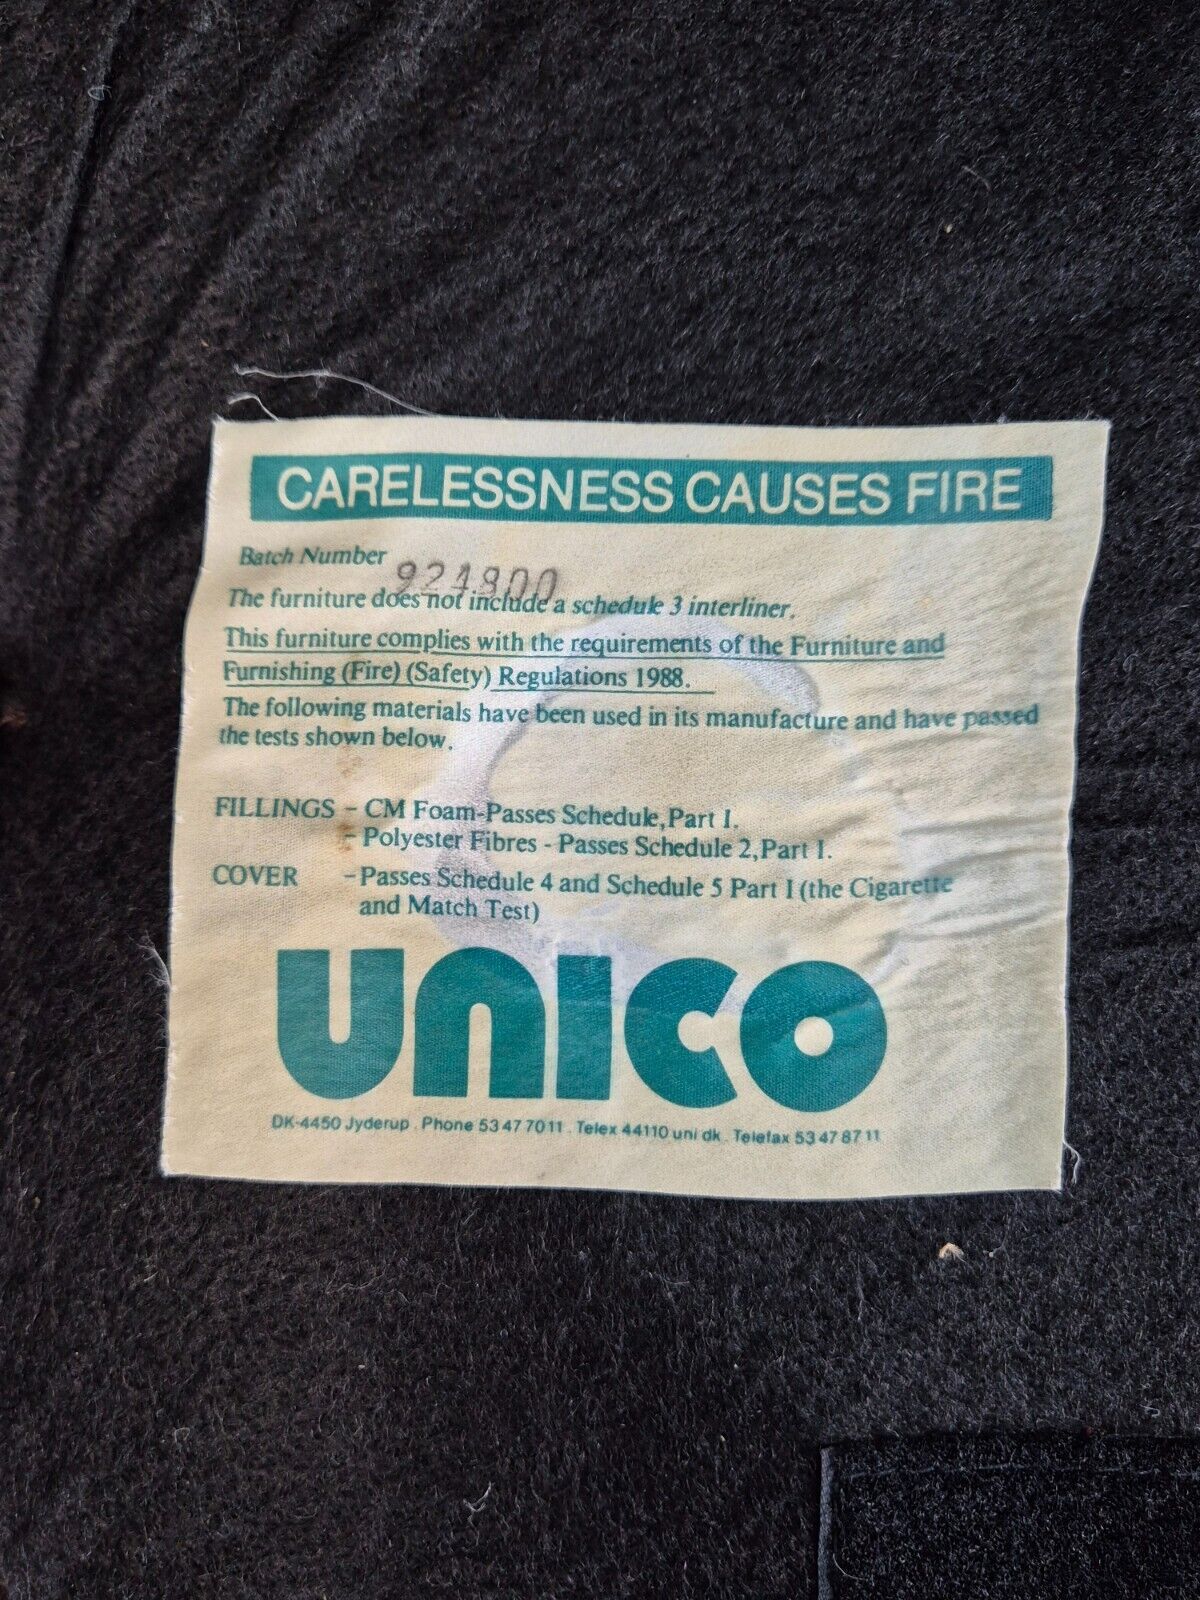 CARELESSNESS CAUSES FIRE
Batch Number 924800
The furniture does not include a schedule 3 interliner.
This furniture complies with the requirements of the Furniture and
Furnishing (Fire) (Safety) Regulations 1988.
The following materials have been used in its manufacture and have passed
the tests shown below.
FILLINGS - CM Foam-Passes Schedule, Part I.
- Polyester Fibres - Passes Schedule 2, Part I.
COVER - Passes Schedule 4 and Schedule 5 Part I (the Cigarette
and Match Test)
UNICO
DK-4450 Jyderup . Phone 53 47 70 11 . Telex 44110 uni dk . Telefax 53 47 87 11